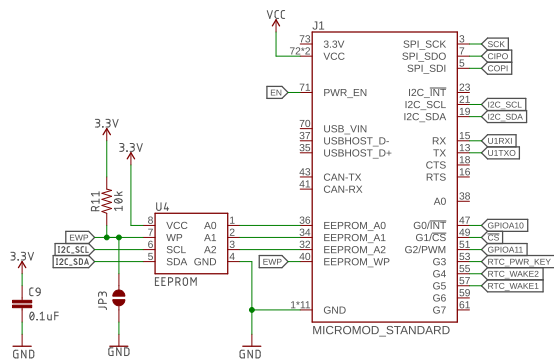 VCC
J1
73 3.3V SPI_SCK 3 SCK
72*2 VCC SPI_SDO 7 CIPO
SPI_SDI 5 COPI
EN 71 PWR_EN I2C_INT 23
I2C_SCL 21 I2C_SCL
I2C_SDA 19 I2C_SDA
70 USB_VIN
37 USBHOST_D- RX 15 U1RXI
35 USBHOST_D+ TX 13 U1TXO
CTS 18
43 CAN-TX RTS 16
41 CAN-RX
A0 38
36 EEPROM_A0 G0/INT 47 GPIOA10
34 EEPROM_A1 G1/CS 49 CS
32 EEPROM_A2 G2/PWM 51 GPIOA11
EWP 40 EEPROM_WP G3 53 RTC_PWR_KEY
G4 55 RTC_WAKE2
G5 57 RTC_WAKE1
G6 59
1*11 GND G7 61
MICROMOD_STANDARD
3.3V
3.3V
R11
10k
U4
8 VCC A0 1
EWP 7 WP A1 2
I2C_SCL 6 SCL A2 3
I2C_SDA 5 SDA GND 4
EEPROM
3.3V
C9
0.1uF
GND
JP3
GND
GND